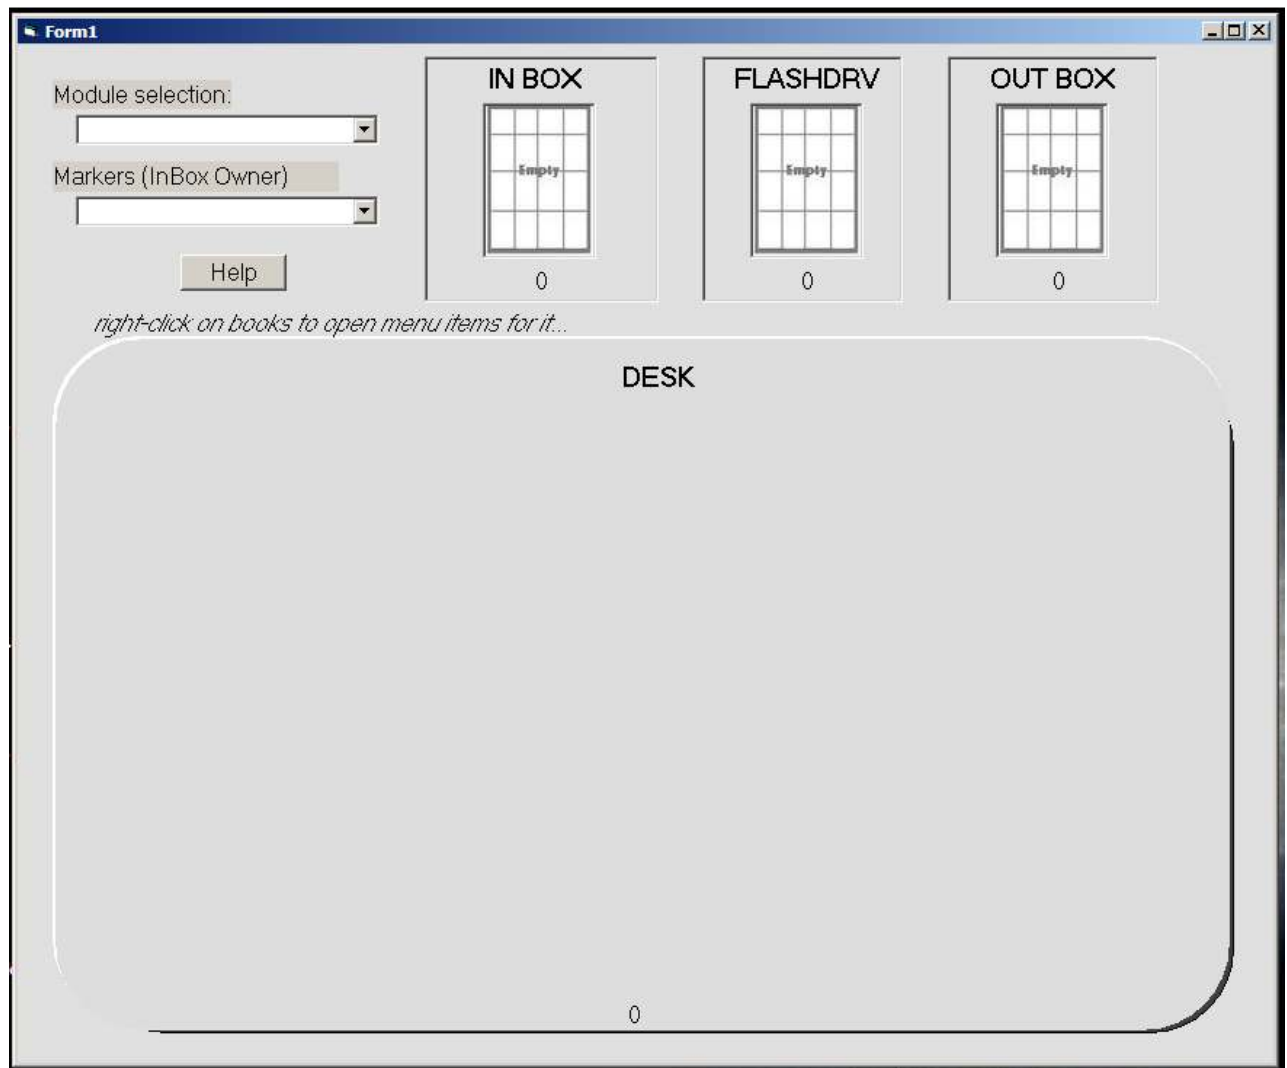 Form1
Module selection:
Markers (InBox Owner)
Help
right-click on books to open menu items for it...
IN BOX
Empty
0
FLASHDRV
Empty
0
OUT BOX
Empty
0
DESK
0